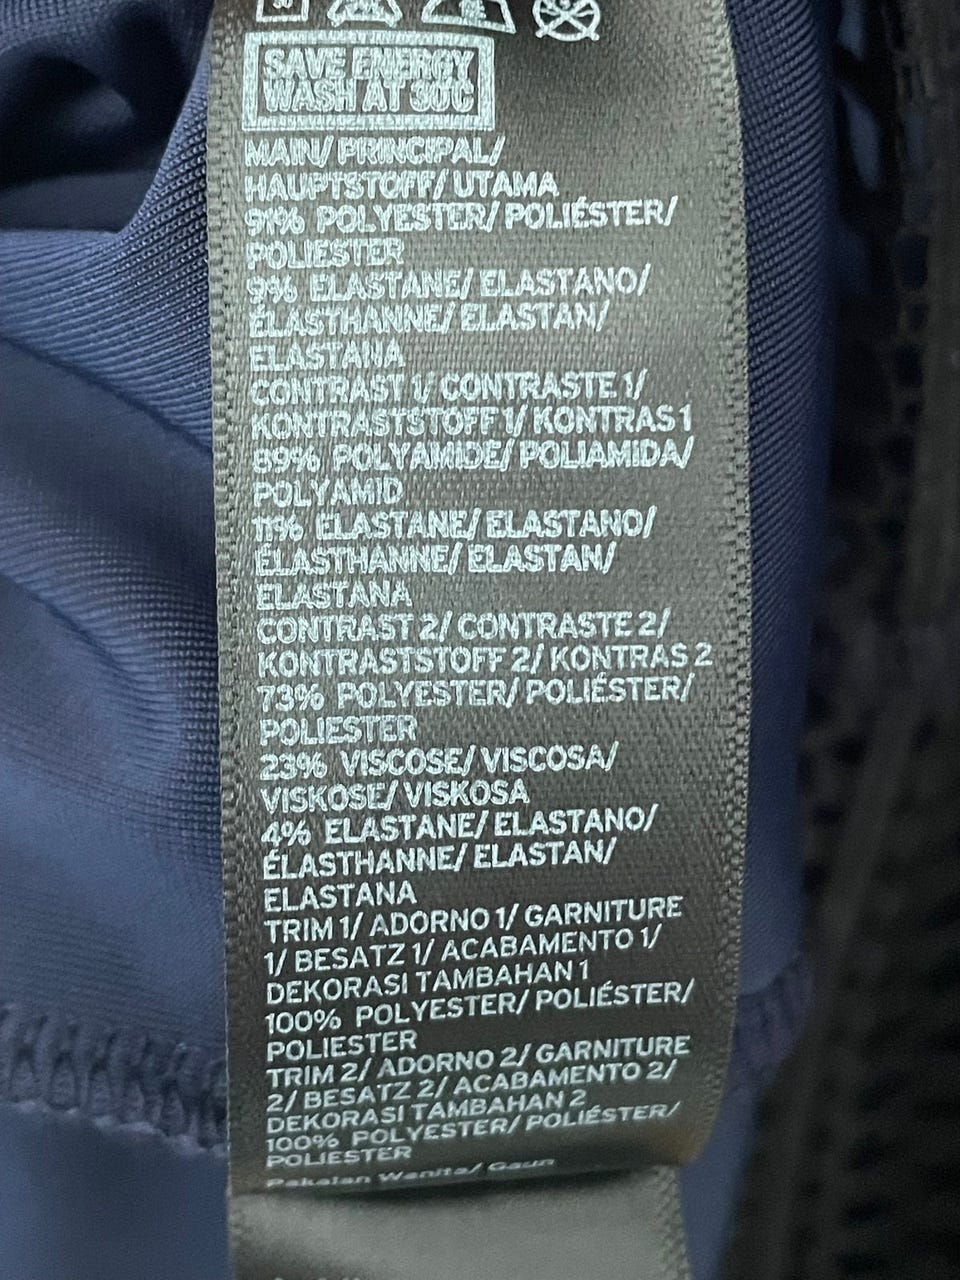 SAVE ENERGY
WASH AT 30°C
MAIN/ PRINCIPAL/
HAUPTSTOFF/ UTAMA
91% POLYESTER/ POLIÉSTER/
POLIESTER
9% ELASTANE/ ELASTANO/
ÉLASTHANNE/ ELASTAN/
ELASTANA
CONTRAST 1/ CONTRASTE 1/
KONTRASTSTOFF 1/ KONTRAS 1
89% POLYAMIDE/ POLIAMIDA/
POLYAMID
11% ELASTANE/ ELASTANO/
ÉLASTHANNE/ ELASTAN/
ELASTANA
CONTRAST 2/ CONTRASTE 2/
KONTRASTSTOFF 2/ KONTRAS 2
73% POLYESTER/ POLIÉSTER/
POLIESTER
23% VISCOSE/ VISCOSA/
VISKOSE/ VISKOSA
4% ELASTANE/ ELASTANO/
ÉLASTHANNE/ ELASTAN/
ELASTANA
TRIM 1/ ADORNO 1/ GARNITURE
1/ BESATZ 1/ ACABAMENTO 1/
DEKORASI TAMBAHAN 1
100% POLYESTER/ POLIÉSTER/
POLIESTER
TRIM 2/ ADORNO 2/ GARNITURE
2/ BESATZ 2/ ACABAMENTO 2/
DEKORASI TAMBAHAN 2
100% POLYESTER/ POLIÉSTER/
POLIESTER
Pakaian Wanita/ Gaun